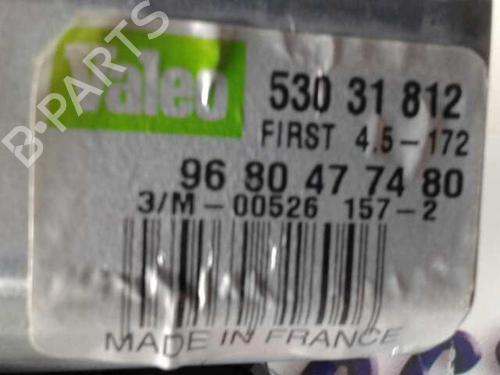 B-PARTS
Valeo
530 31 812
FIRST 4.5-172
96 80 47 74 80
3/M-00526 157-2
MADE IN FRANCE